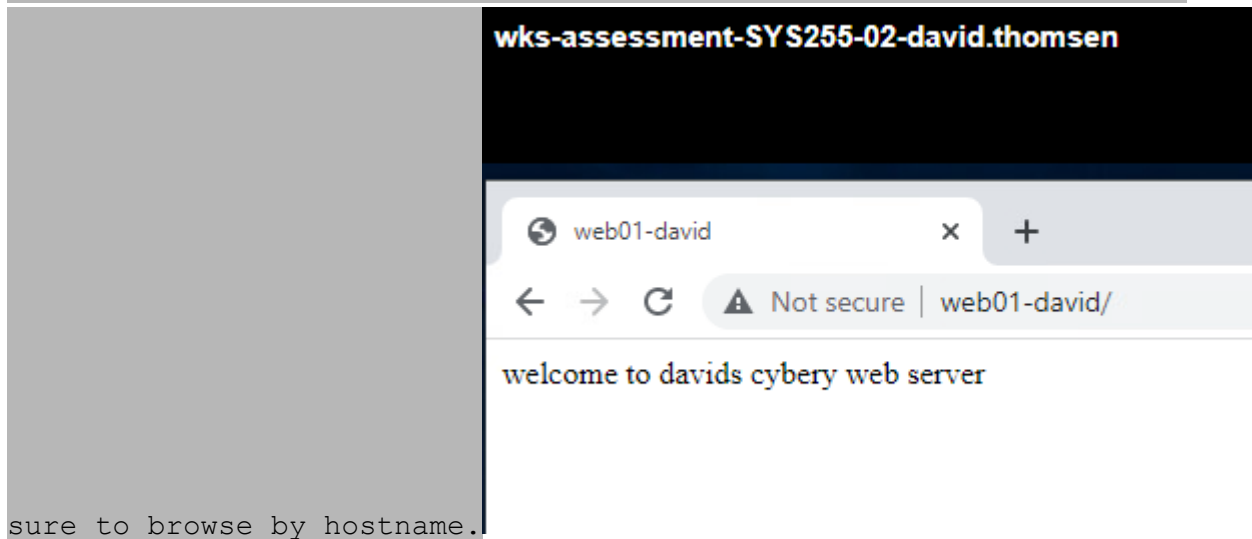 wks-assessment-SYS255-02-david.thomsen
web01-david
Not secure | web01-david/
welcome to davids cybery web server
sure to browse by hostname.